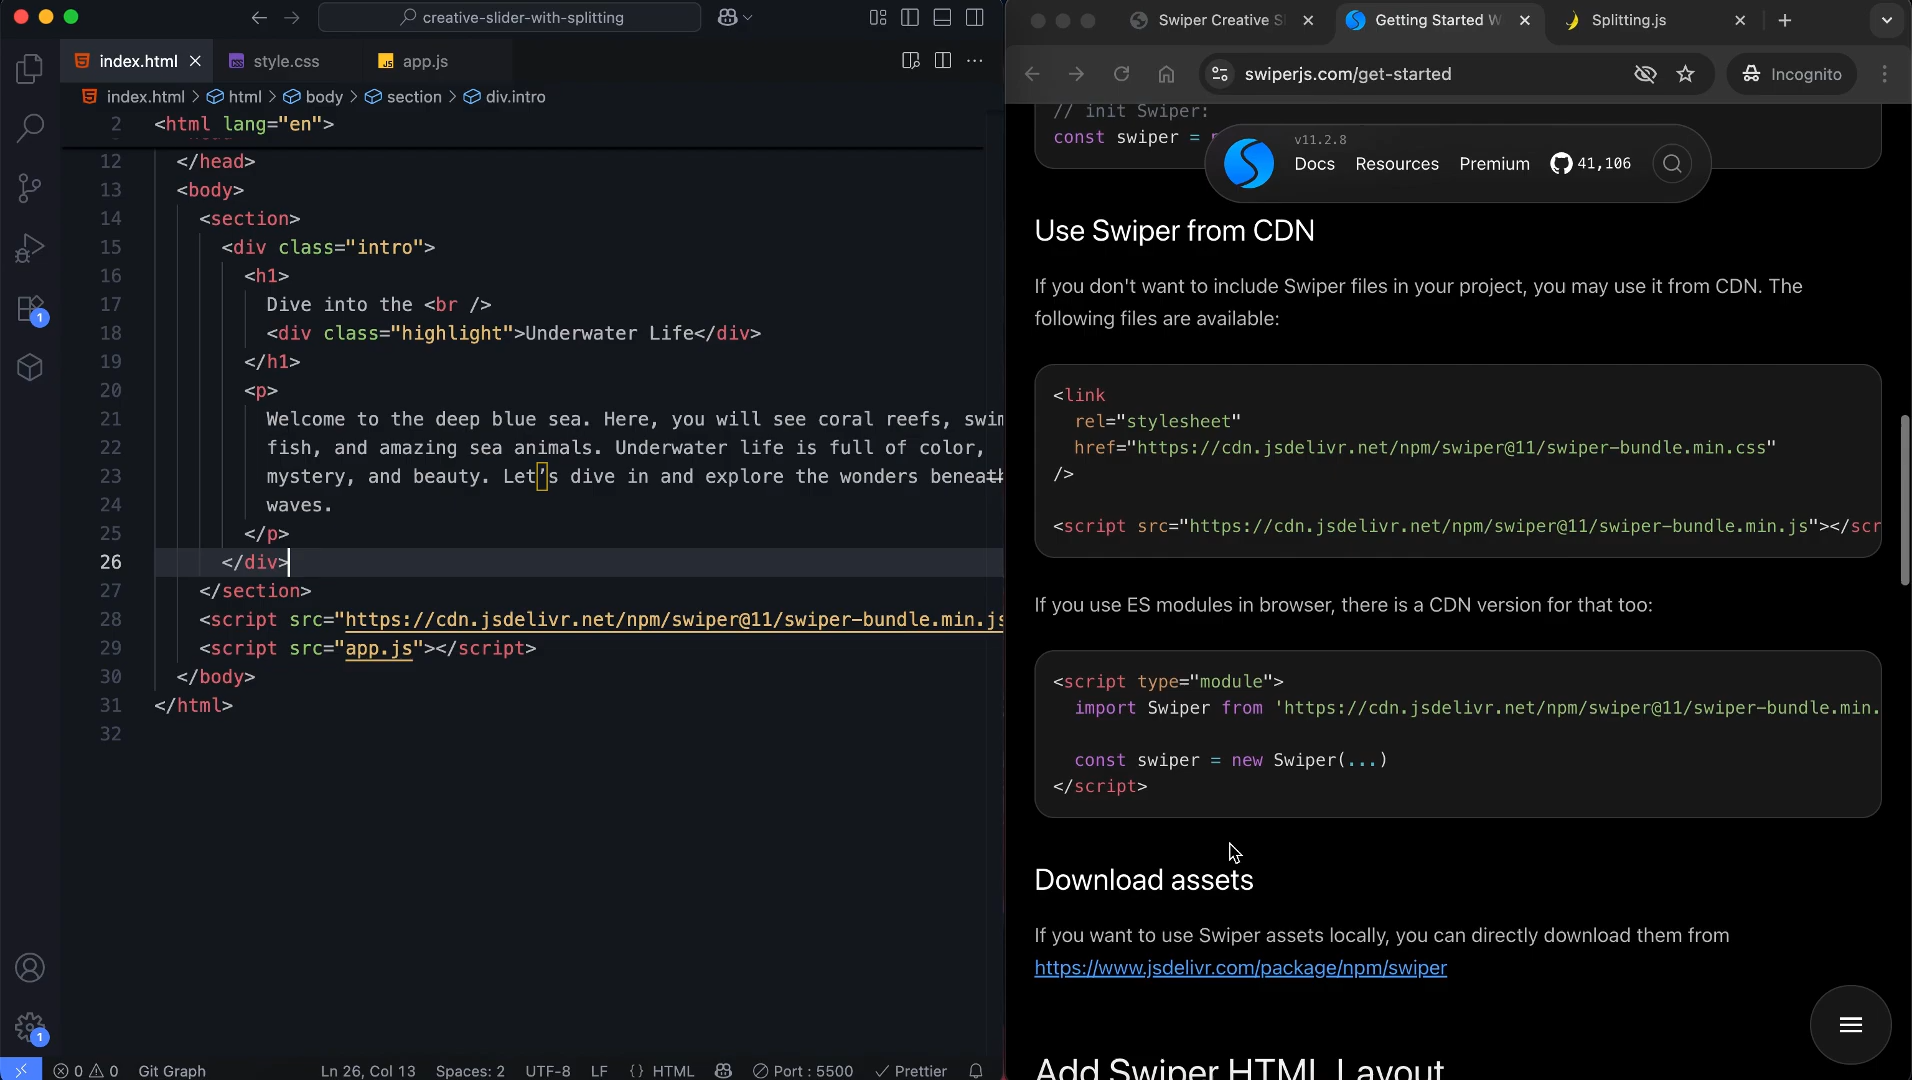 creative-slider-with-splitting
index.html
style.css
app.js
index.html > html > body > section > div.intro
2 <html lang="en">
12 </head>
13 <body>
14 <section>
15 <div class="intro">
16 <h1>
17 Dive into the <br />
18 <div class="highlight">Underwater Life</div>
19 </h1>
20 <p>
21 Welcome to the deep blue sea. Here, you will see coral reefs, swim
22 fish, and amazing sea animals. Underwater life is full of color,
23 mystery, and beauty. Let’s dive in and explore the wonders beneath
24 waves.
25 </p>
26 </div>
27 </section>
28 <script src="https://cdn.jsdelivr.net/npm/swiper@11/swiper-bundle.min.js
29 <script src="app.js"></script>
30 </body>
31 </html>
32
1
1
0 0 Git Graph Ln 26, Col 13 Spaces: 2 UTF-8 LF {} HTML Port : 5500 Prettier
Swiper Creative S
Getting Started W
Splitting.js
swiperjs.com/get-started
Incognito
// init Swiper:
const swiper = n
v11.2.8
Docs Resources Premium 41,106
Use Swiper from CDN
If you don't want to include Swiper files in your project, you may use it from CDN. The
following files are available:
<link
rel="stylesheet"
href="https://cdn.jsdelivr.net/npm/swiper@11/swiper-bundle.min.css"
/>
<script src="https://cdn.jsdelivr.net/npm/swiper@11/swiper-bundle.min.js"></scr
If you use ES modules in browser, there is a CDN version for that too:
<script type="module">
import Swiper from 'https://cdn.jsdelivr.net/npm/swiper@11/swiper-bundle.min.
const swiper = new Swiper(...)
</script>
Download assets
If you want to use Swiper assets locally, you can directly download them from
https://www.jsdelivr.com/package/npm/swiper
Add Swiper HTML Layout